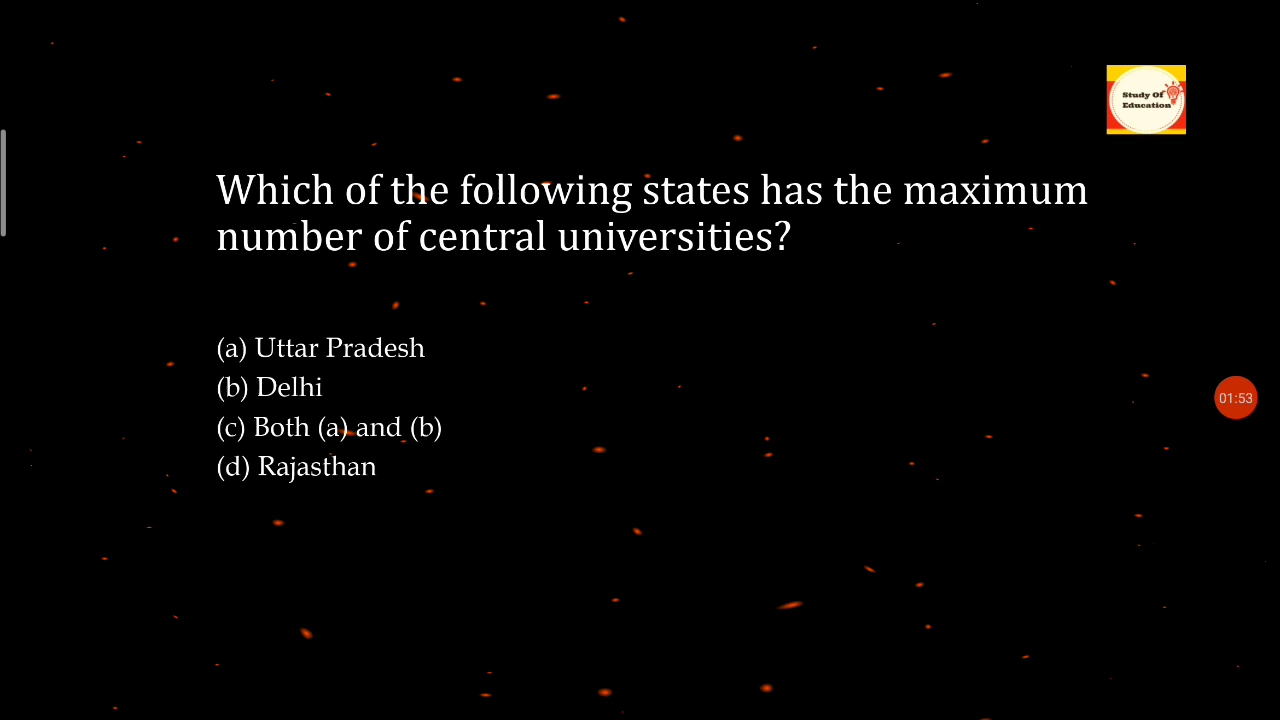 Study Of
Education
Which of the following states has the maximum
number of central universities?
(a) Uttar Pradesh
(b) Delhi
(c) Both (a) and (b)
(d) Rajasthan
01:53